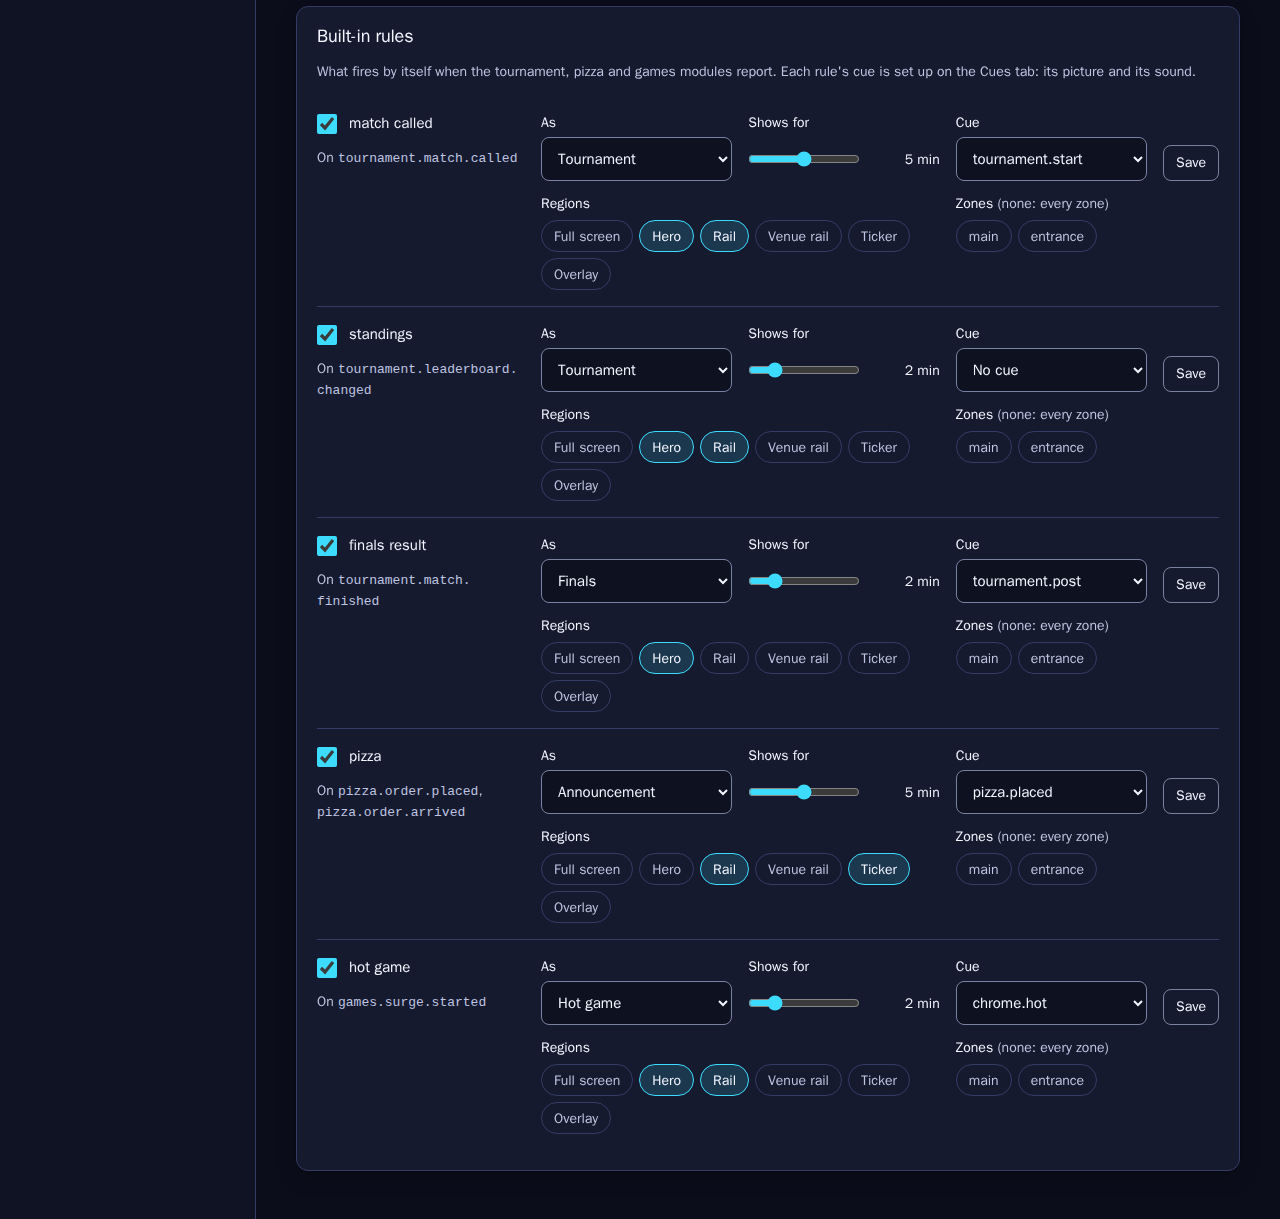 Built-in rules
What fires by itself when the tournament, pizza and games modules report. Each rule's cue is set up on the Cues tab: its picture and its sound.
match called
On tournament.match.called
As
Tournament
Shows for
5 min
Cue
tournament.start
Save
Regions
Full screen Hero Rail Venue rail Ticker
Overlay
Zones (none: every zone)
main entrance
standings
On tournament.leaderboard.
changed
As
Tournament
Shows for
2 min
Cue
No cue
Save
Regions
Full screen Hero Rail Venue rail Ticker
Overlay
Zones (none: every zone)
main entrance
finals result
On tournament.match.
finished
As
Finals
Shows for
2 min
Cue
tournament.post
Save
Regions
Full screen Hero Rail Venue rail Ticker
Overlay
Zones (none: every zone)
main entrance
pizza
On pizza.order.placed,
pizza.order.arrived
As
Announcement
Shows for
5 min
Cue
pizza.placed
Save
Regions
Full screen Hero Rail Venue rail Ticker
Overlay
Zones (none: every zone)
main entrance
hot game
On games.surge.started
As
Hot game
Shows for
2 min
Cue
chrome.hot
Save
Regions
Full screen Hero Rail Venue rail Ticker
Overlay
Zones (none: every zone)
main entrance